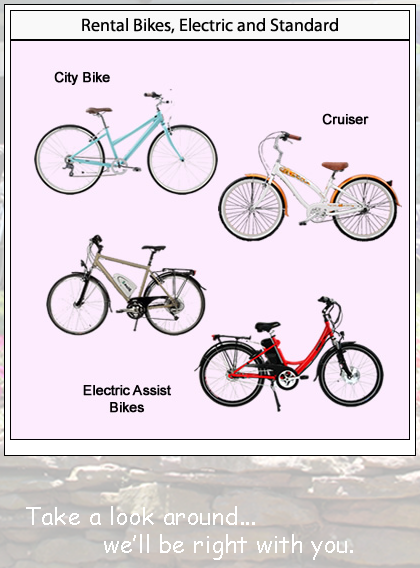 Rental Bikes, Electric and Standard
City Bike
Cruiser
Electric Assist
Bikes
Take a look around...
we'll be right with you.